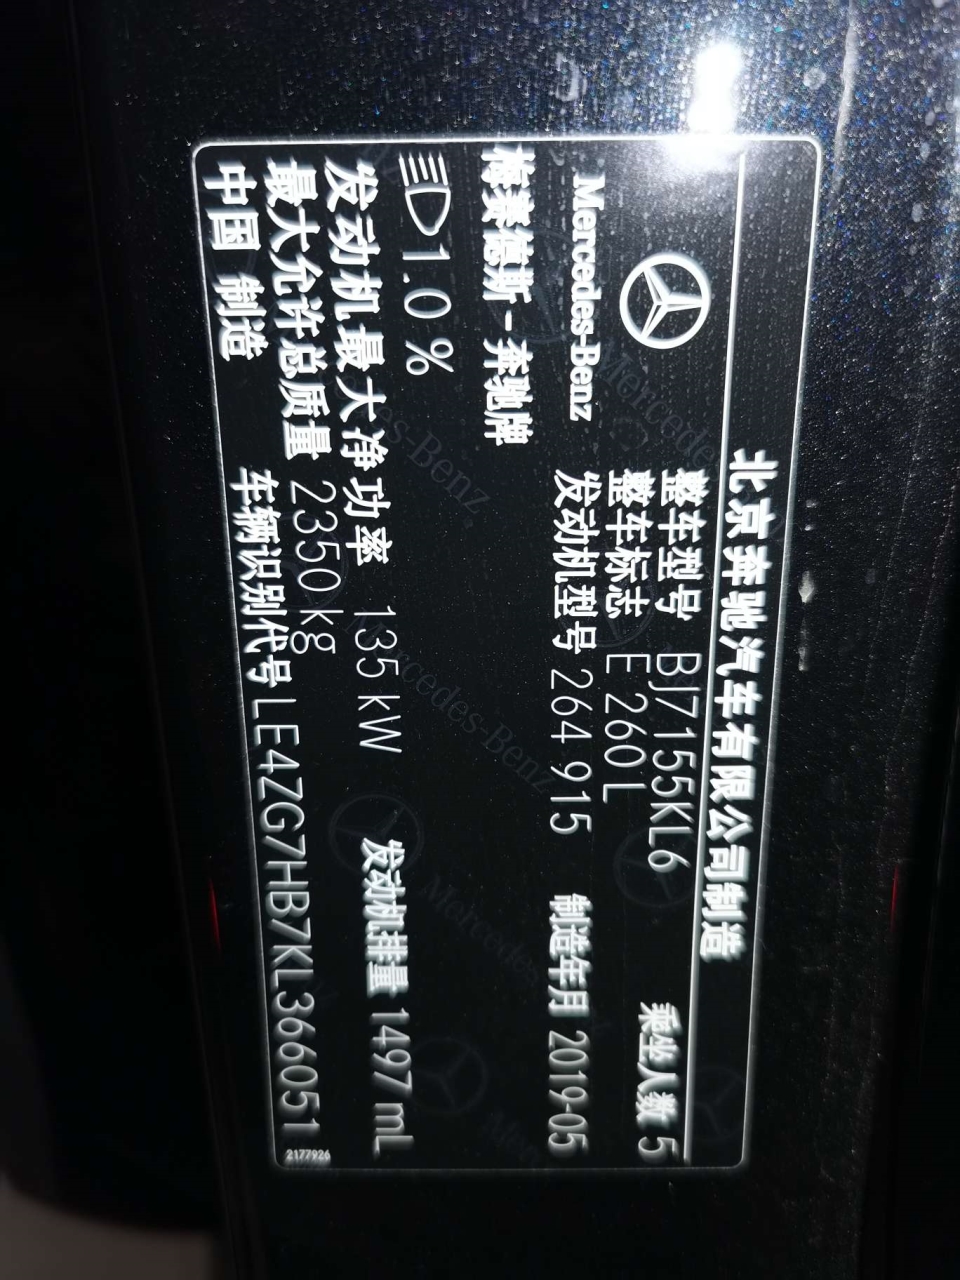 北京奔驰汽车有限公司制造
整车型号 BJ7155KL6 乘坐人数 5
整车标志 E 260 L
Mercedes-Benz 发动机型号 264 915 制造年月 2019-05
梅赛德斯-奔驰牌
1.0 %
发动机最大净功率 135 kW 发动机排量 1497 mL
最大允许总质量 2350 kg
中国 制造 车辆识别代号 LE4ZG7HB7KL366051
2177926